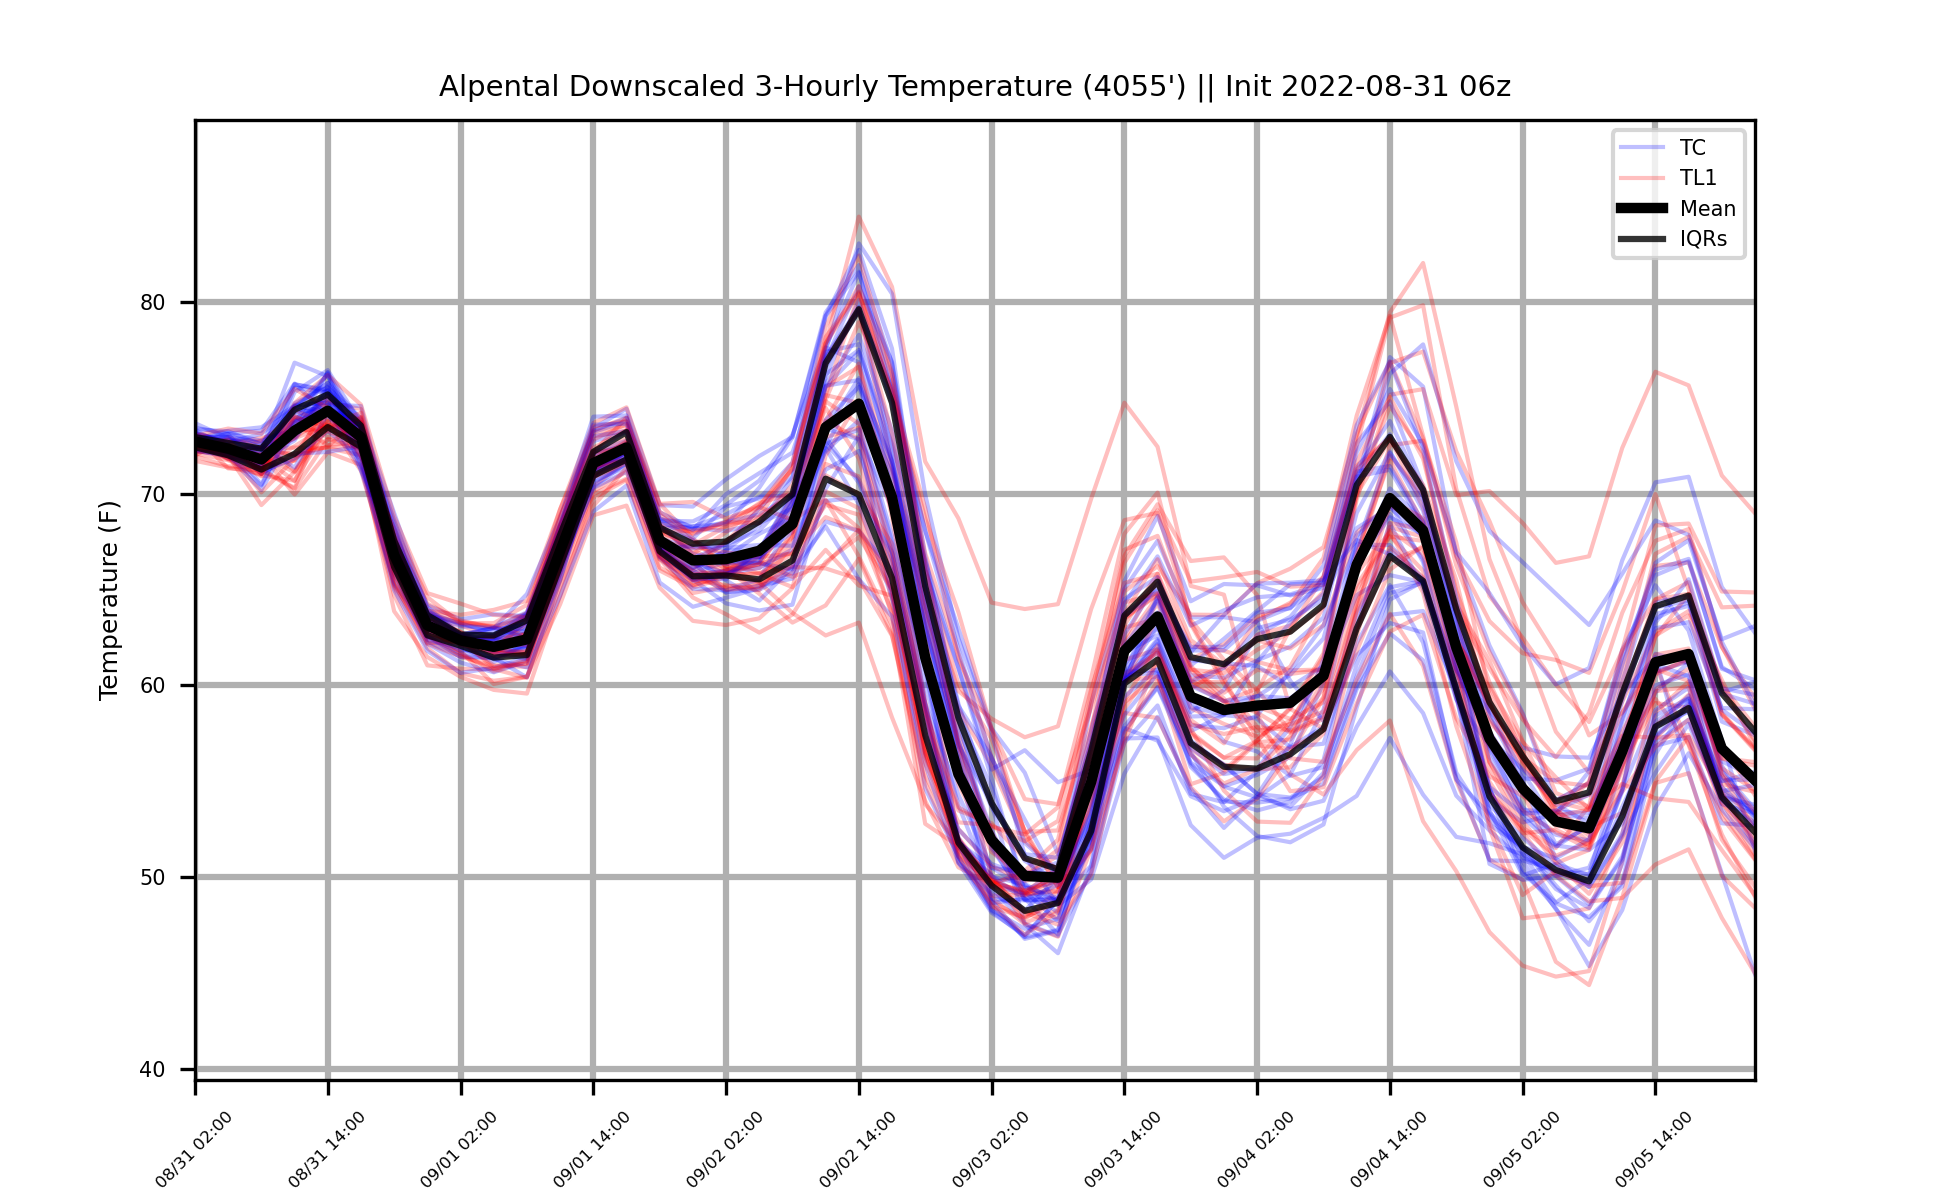 Alpental Downscaled 3-Hourly Temperature (4055') || Init 2022-08-31 06z
TC
TL1
Mean
IQRs
Temperature (F)
80
70
60
50
40
08/31 02:00
08/31 14:00
09/01 02:00
09/01 14:00
09/02 02:00
09/02 14:00
09/03 02:00
09/03 14:00
09/04 02:00
09/04 14:00
09/05 02:00
09/05 14:00